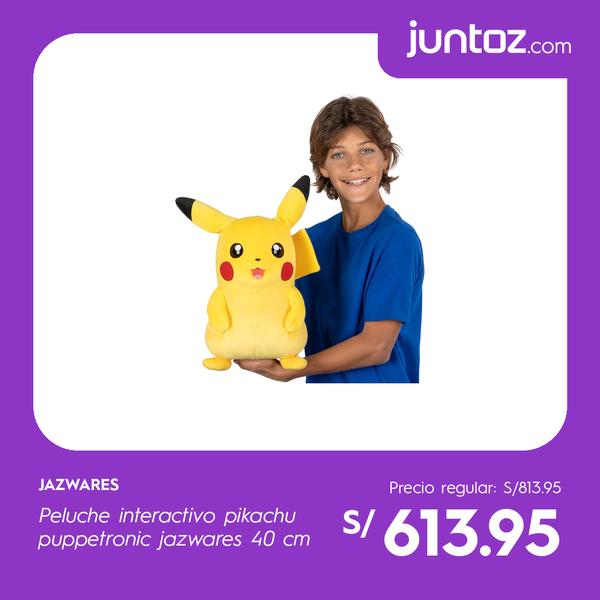 juntoz.com
JAZWARES
Peluche interactivo pikachu
puppetronic jazwares 40 cm
Precio regular: S/813.95
S/ 613.95